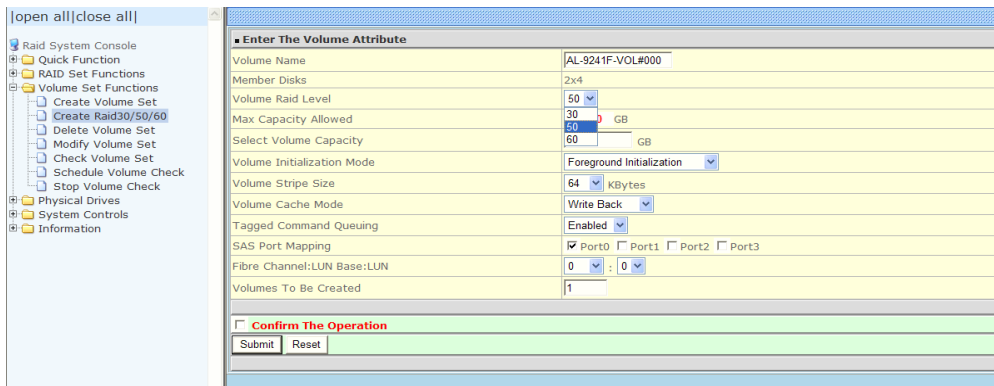 |open all|close all|
Raid System Console
Quick Function
RAID Set Functions
Volume Set Functions
Create Volume Set
Create Raid30/50/60
Delete Volume Set
Modify Volume Set
Check Volume Set
Schedule Volume Check
Stop Volume Check
Physical Drives
System Controls
Information
Enter The Volume Attribute
Volume Name AL-9241F-VOL#000
Member Disks 2x4
Volume Raid Level 50
30
50
60
Max Capacity Allowed GB
Select Volume Capacity GB
Volume Initialization Mode Foreground Initialization
Volume Stripe Size 64 KBytes
Volume Cache Mode Write Back
Tagged Command Queuing Enabled
SAS Port Mapping Port0 Port1 Port2 Port3
Fibre Channel:LUN Base:LUN 0 : 0
Volumes To Be Created 1
Confirm The Operation
Submit Reset